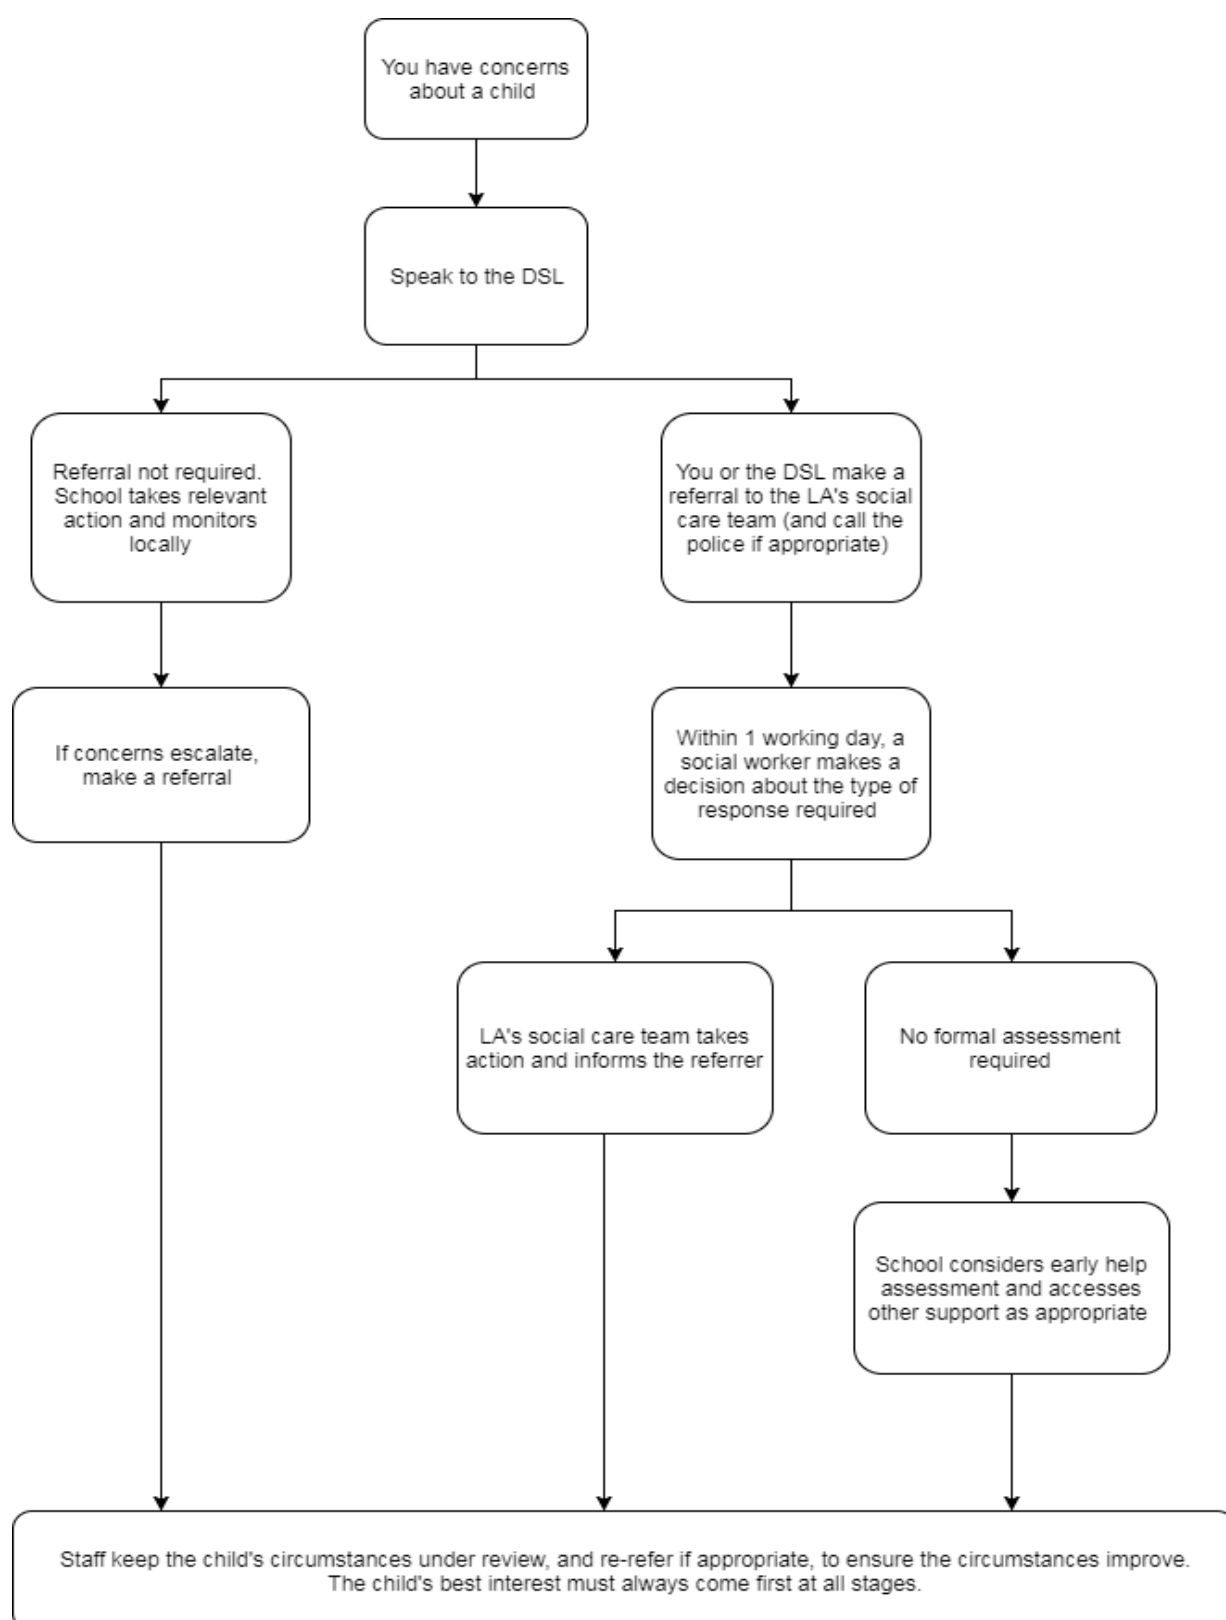 You have concerns
about a child
Speak to the DSL
Referral not required.
School takes relevant
action and monitors
locally
You or the DSL make a
referral to the LA's social
care team (and call the
police if appropriate)
If concerns escalate,
make a referral
Within 1 working day, a
social worker makes a
decision about the type of
response required
LA's social care team takes
action and informs the referrer
No formal assessment
required
School considers early help
assessment and accesses
other support as appropriate
Staff keep the child's circumstances under review, and re-refer if appropriate, to ensure the circumstances improve.
The child's best interest must always come first at all stages.